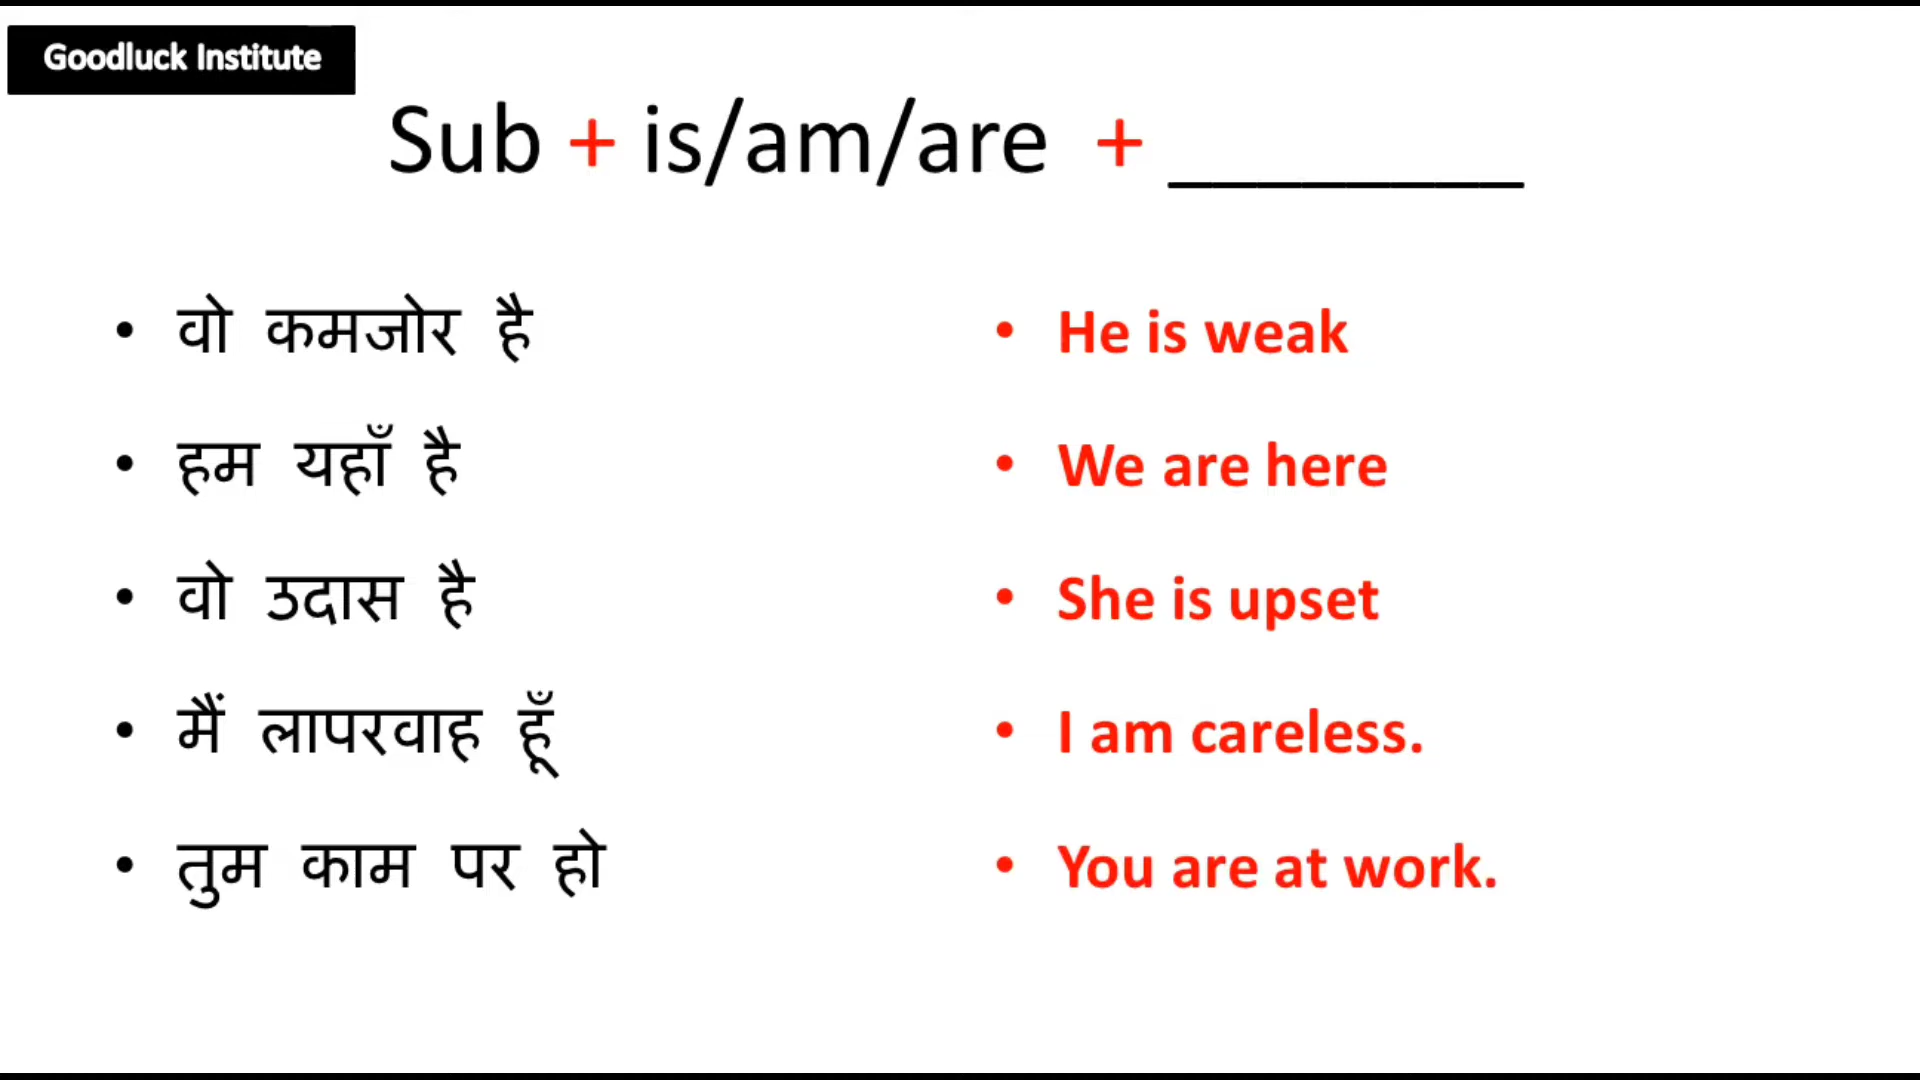 Goodluck Institute
Sub + is/am/are + ________
• वो कमजोर है
• He is weak
• हम यहाँ है
• We are here
• वो उदास है
• She is upset
• मैं लापरवाह हूँ
• I am careless.
• तुम काम पर हो
• You are at work.